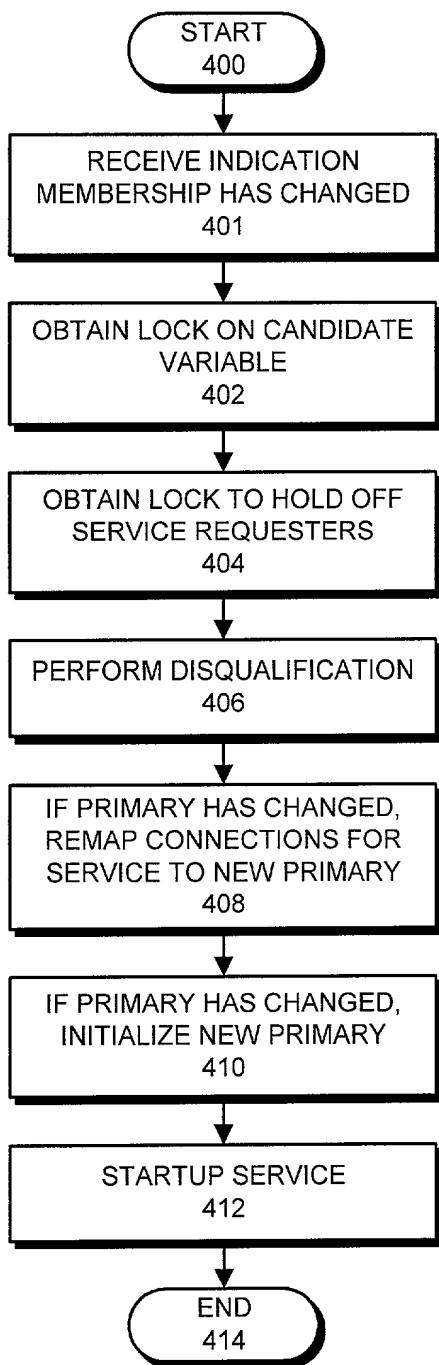 START
400
RECEIVE INDICATION
MEMBERSHIP HAS CHANGED
401
OBTAIN LOCK ON CANDIDATE
VARIABLE
402
OBTAIN LOCK TO HOLD OFF
SERVICE REQUESTERS
404
PERFORM DISQUALIFICATION
406
IF PRIMARY HAS CHANGED,
REMAP CONNECTIONS FOR
SERVICE TO NEW PRIMARY
408
IF PRIMARY HAS CHANGED,
INITIALIZE NEW PRIMARY
410
STARTUP SERVICE
412
END
414